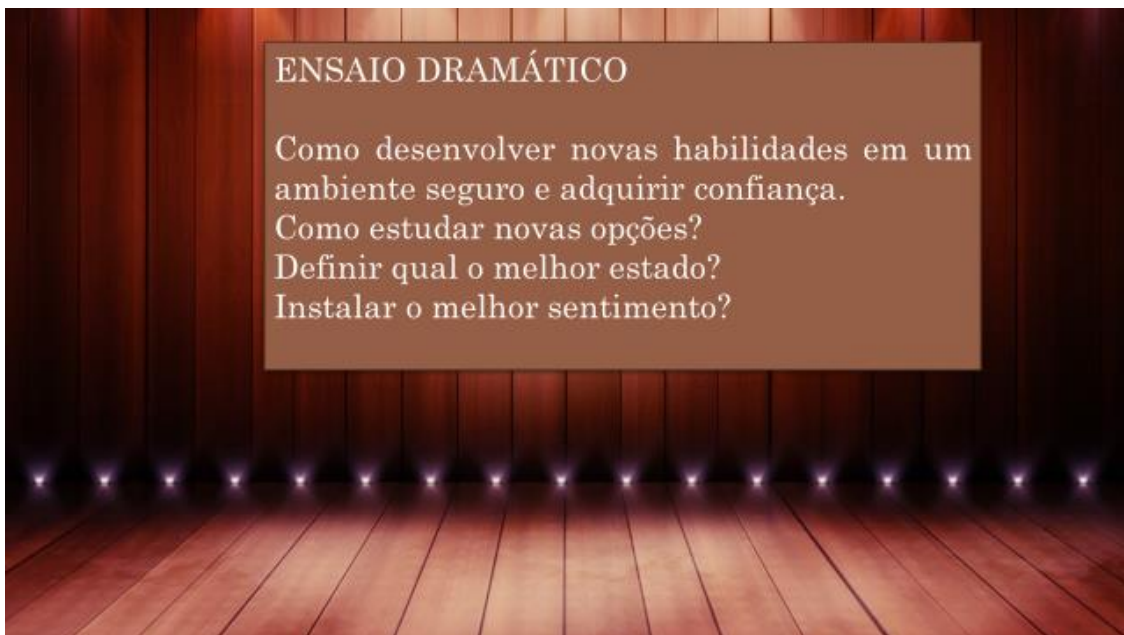 ENSAIO DRAMÁTICO
Como desenvolver novas habilidades em um
ambiente seguro e adquirir confiança.
Como estudar novas opções?
Definir qual o melhor estado?
Instalar o melhor sentimento?